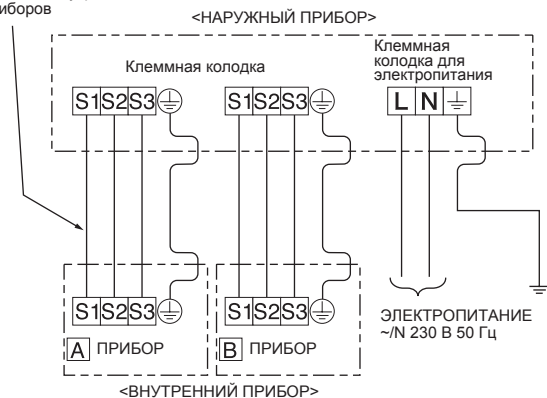 иборов
<НАРУЖНЫЙ ПРИБОР>
Клеммная колодка
Клеммная
колодка для
электропитания
S1 S2 S3
S1 S2 S3
L N
S1 S2 S3
S1 S2 S3
A ПРИБОР
B ПРИБОР
ЭЛЕКТРОПИТАНИЕ
~/N 230 В 50 Гц
<ВНУТРЕННИЙ ПРИБОР>